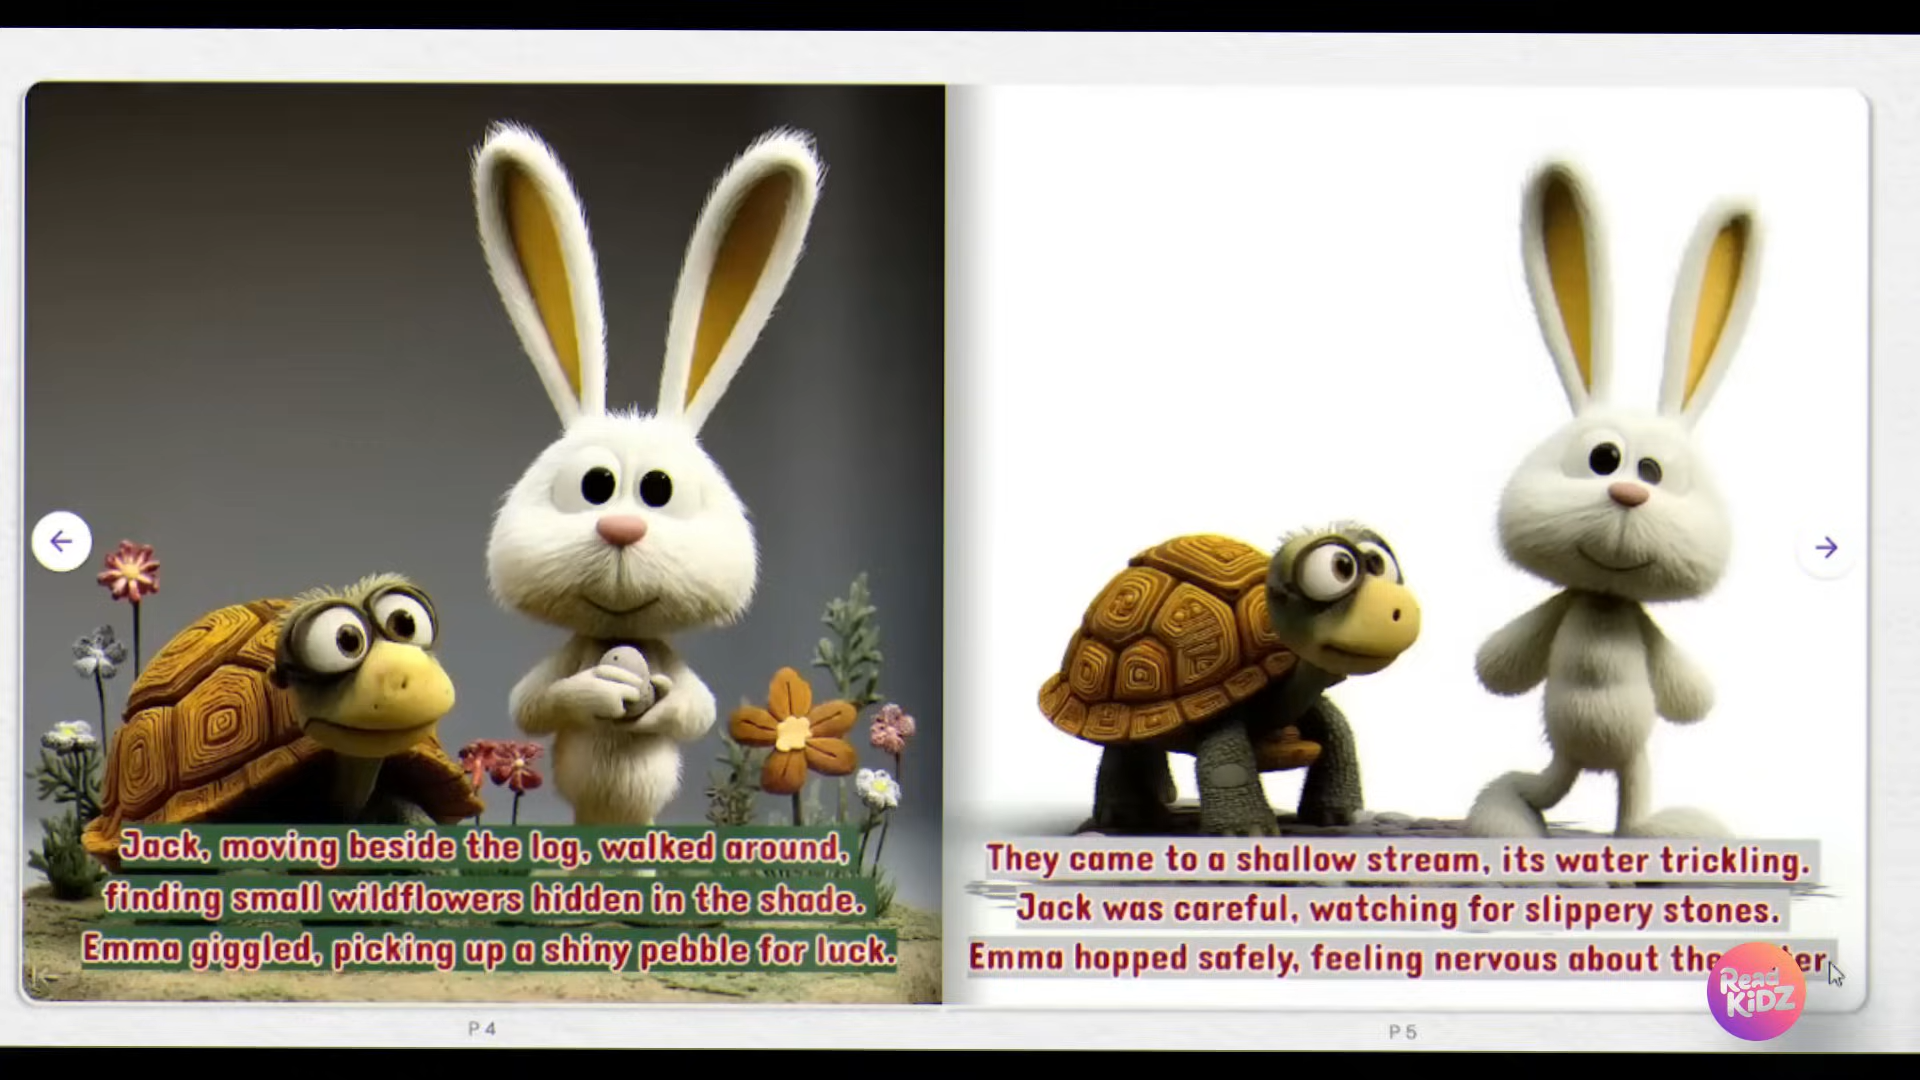 Jack, moving beside the log, walked around,
finding small wildflowers hidden in the shade.
Emma giggled, picking up a shiny pebble for luck.
They came to a shallow stream, its water trickling.
Jack was careful, watching for slippery stones.
Emma hopped safely, feeling nervous about the
Read
KiDZ
P 4
P 5